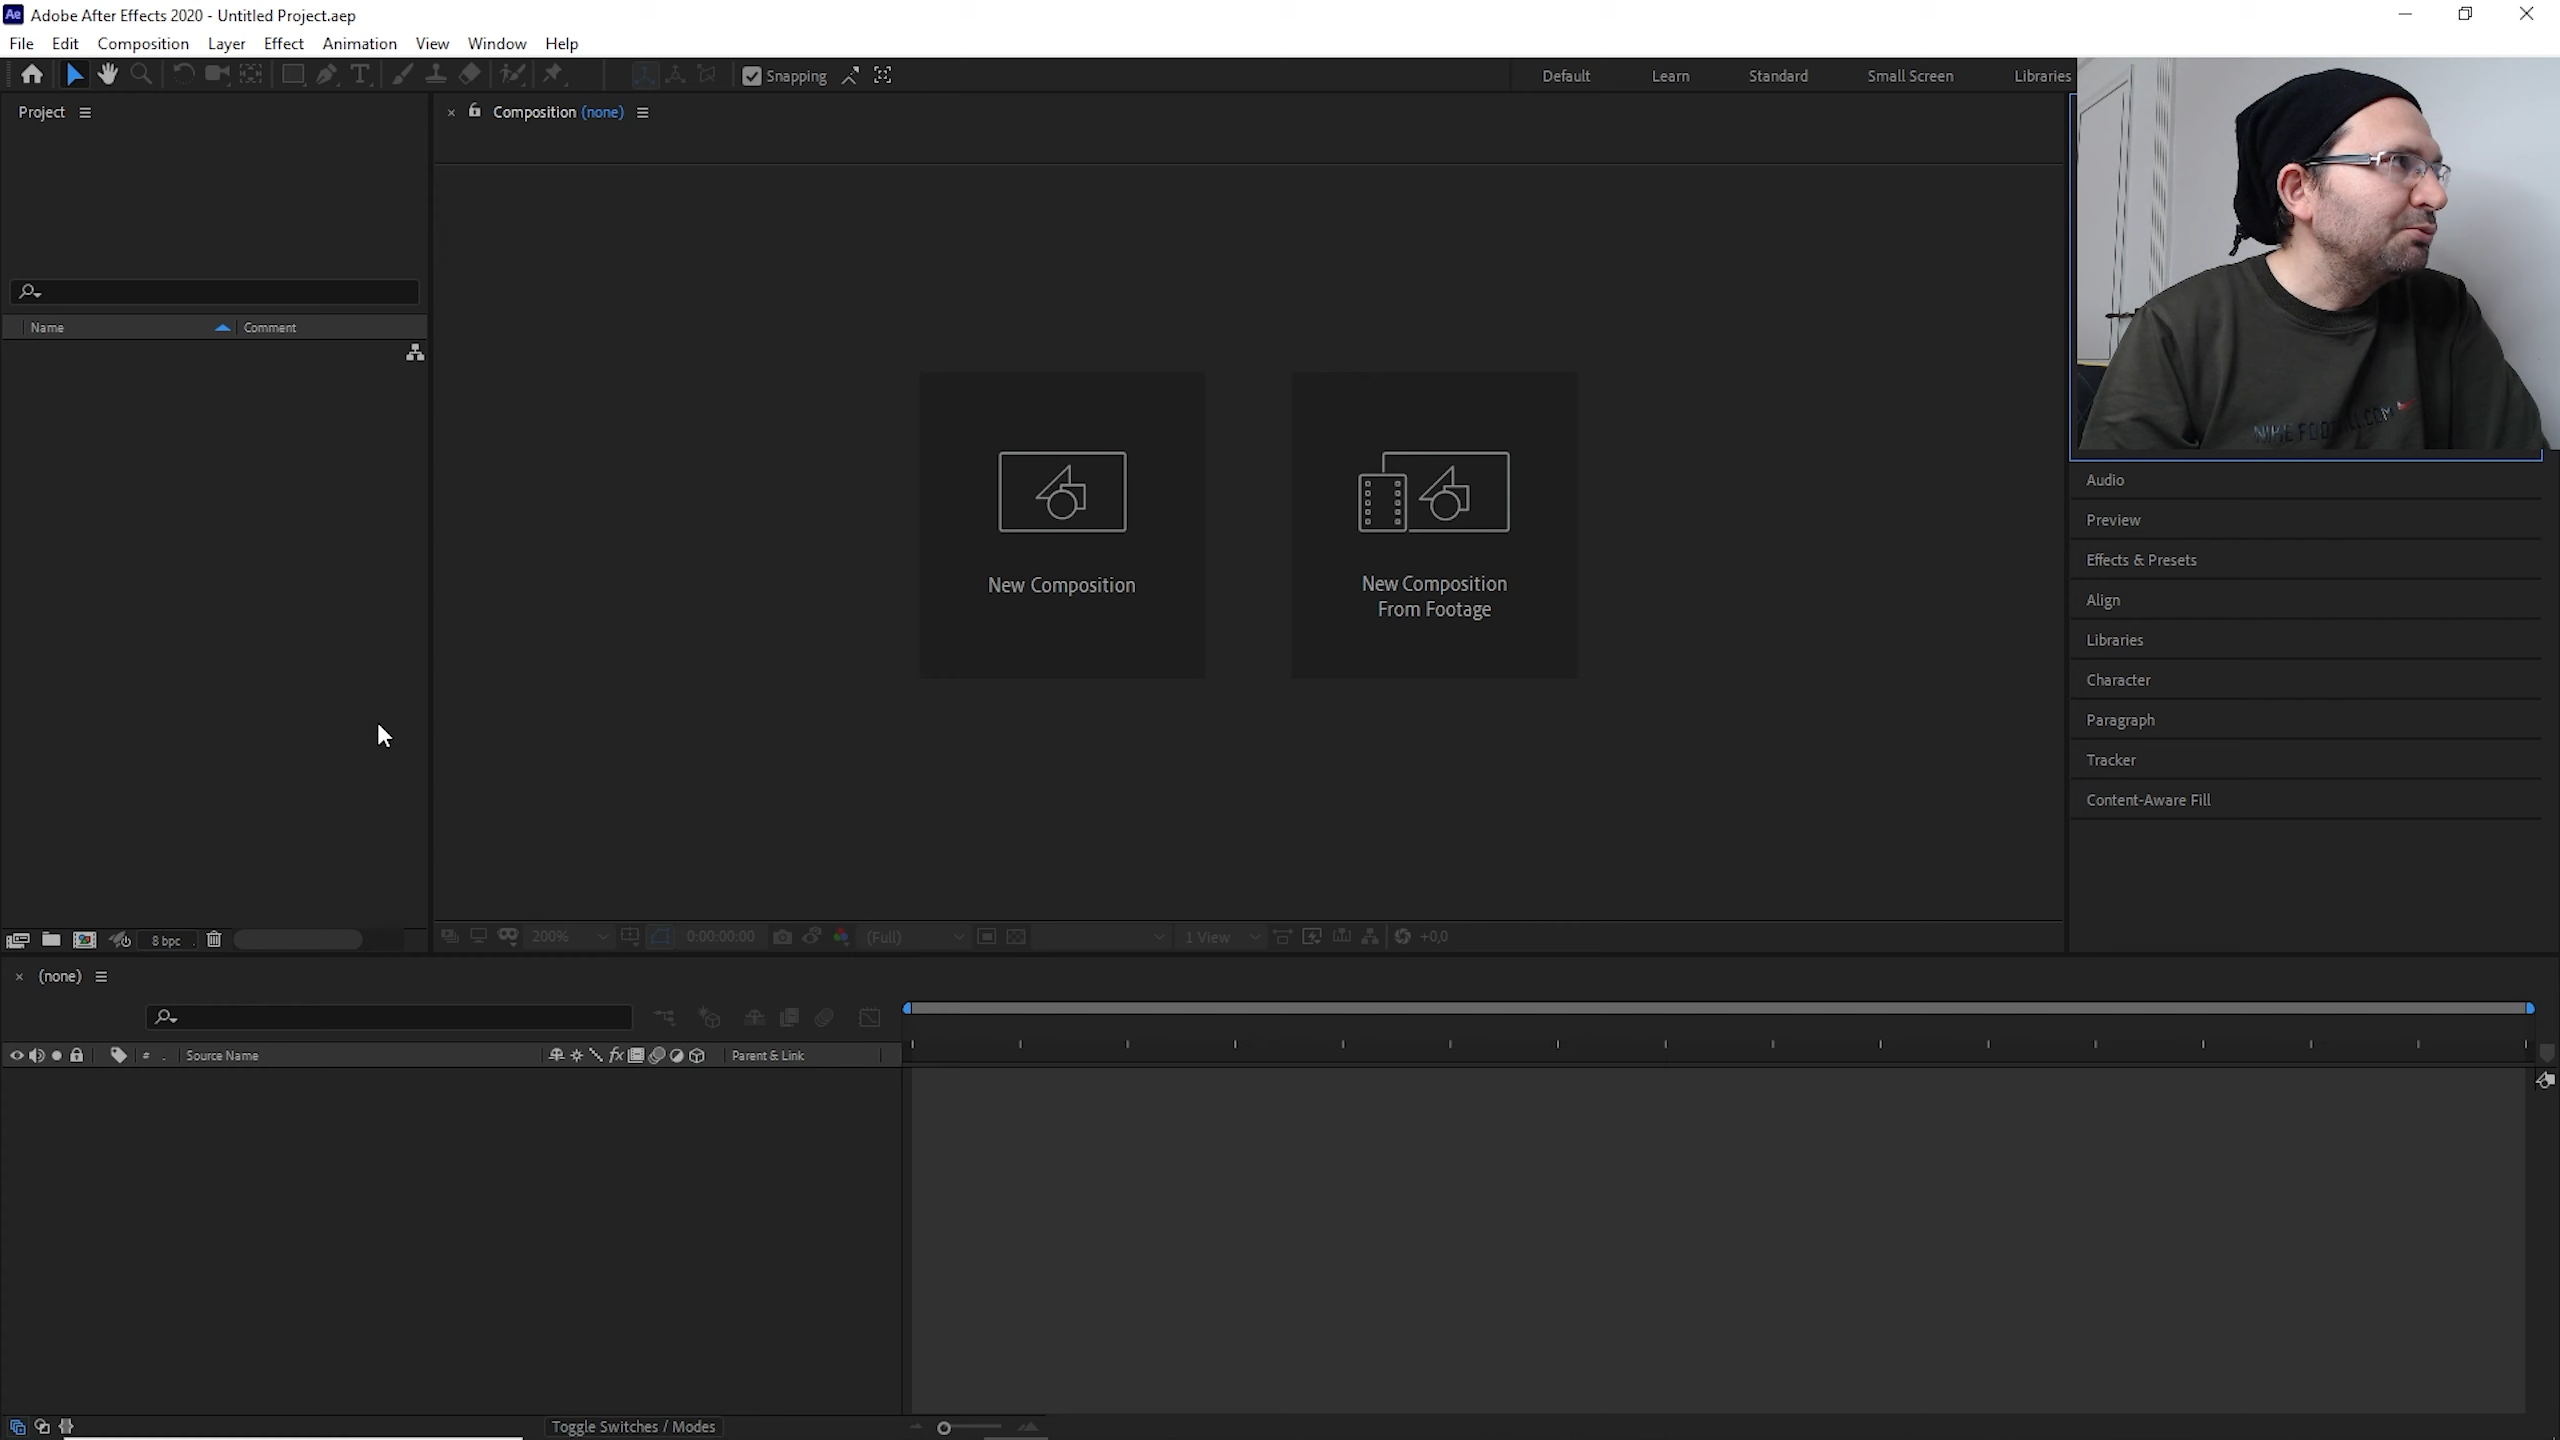 Ae Adobe After Effects 2020 - Untitled Project.aep
File Edit Composition Layer Effect Animation View Window Help
Snapping
Default Learn Standard Small Screen Libraries
Project
Composition (none)
Name Comment
New Composition
New Composition
From Footage
NIKE
Audio
Preview
Effects & Presets
Align
Libraries
Character
Paragraph
Tracker
Content-Aware Fill
8 bpc
200% 0:00:00:00 (Full) 1 View +0,0
(none)
# Source Name fx Parent & Link
Toggle Switches / Modes